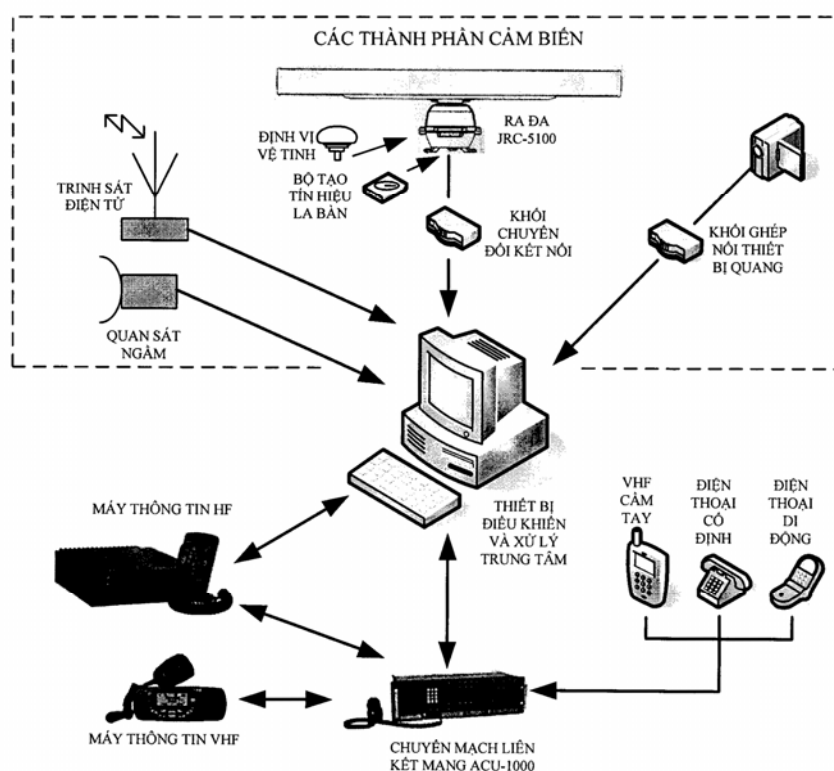 CÁC THÀNH PHẦN CẢM BIẾN
RA ĐA
JRC-5100
ĐỊNH VỊ
VỆ TINH
BỘ TẠO
TÍN HIỆU
LA BÀN
TRINH SÁT
ĐIỆN TỬ
KHỐI
CHUYỂN
ĐỔI KẾT NỐI
KHỐI GHÉP
NỐI THIẾT
BỊ QUANG
QUAN SÁT
NGẦM
THIẾT BỊ
ĐIỀU KHIỂN
VÀ XỬ LÝ
TRUNG TÂM
VHF
CẦM
TAY
ĐIỆN
THOẠI
CỐ
ĐỊNH
ĐIỆN
THOẠI
DI
ĐỘNG
MÁY THÔNG TIN HF
MÁY THÔNG TIN VHF
CHUYỂN MẠCH LIÊN
KẾT MẠNG ACU-1000